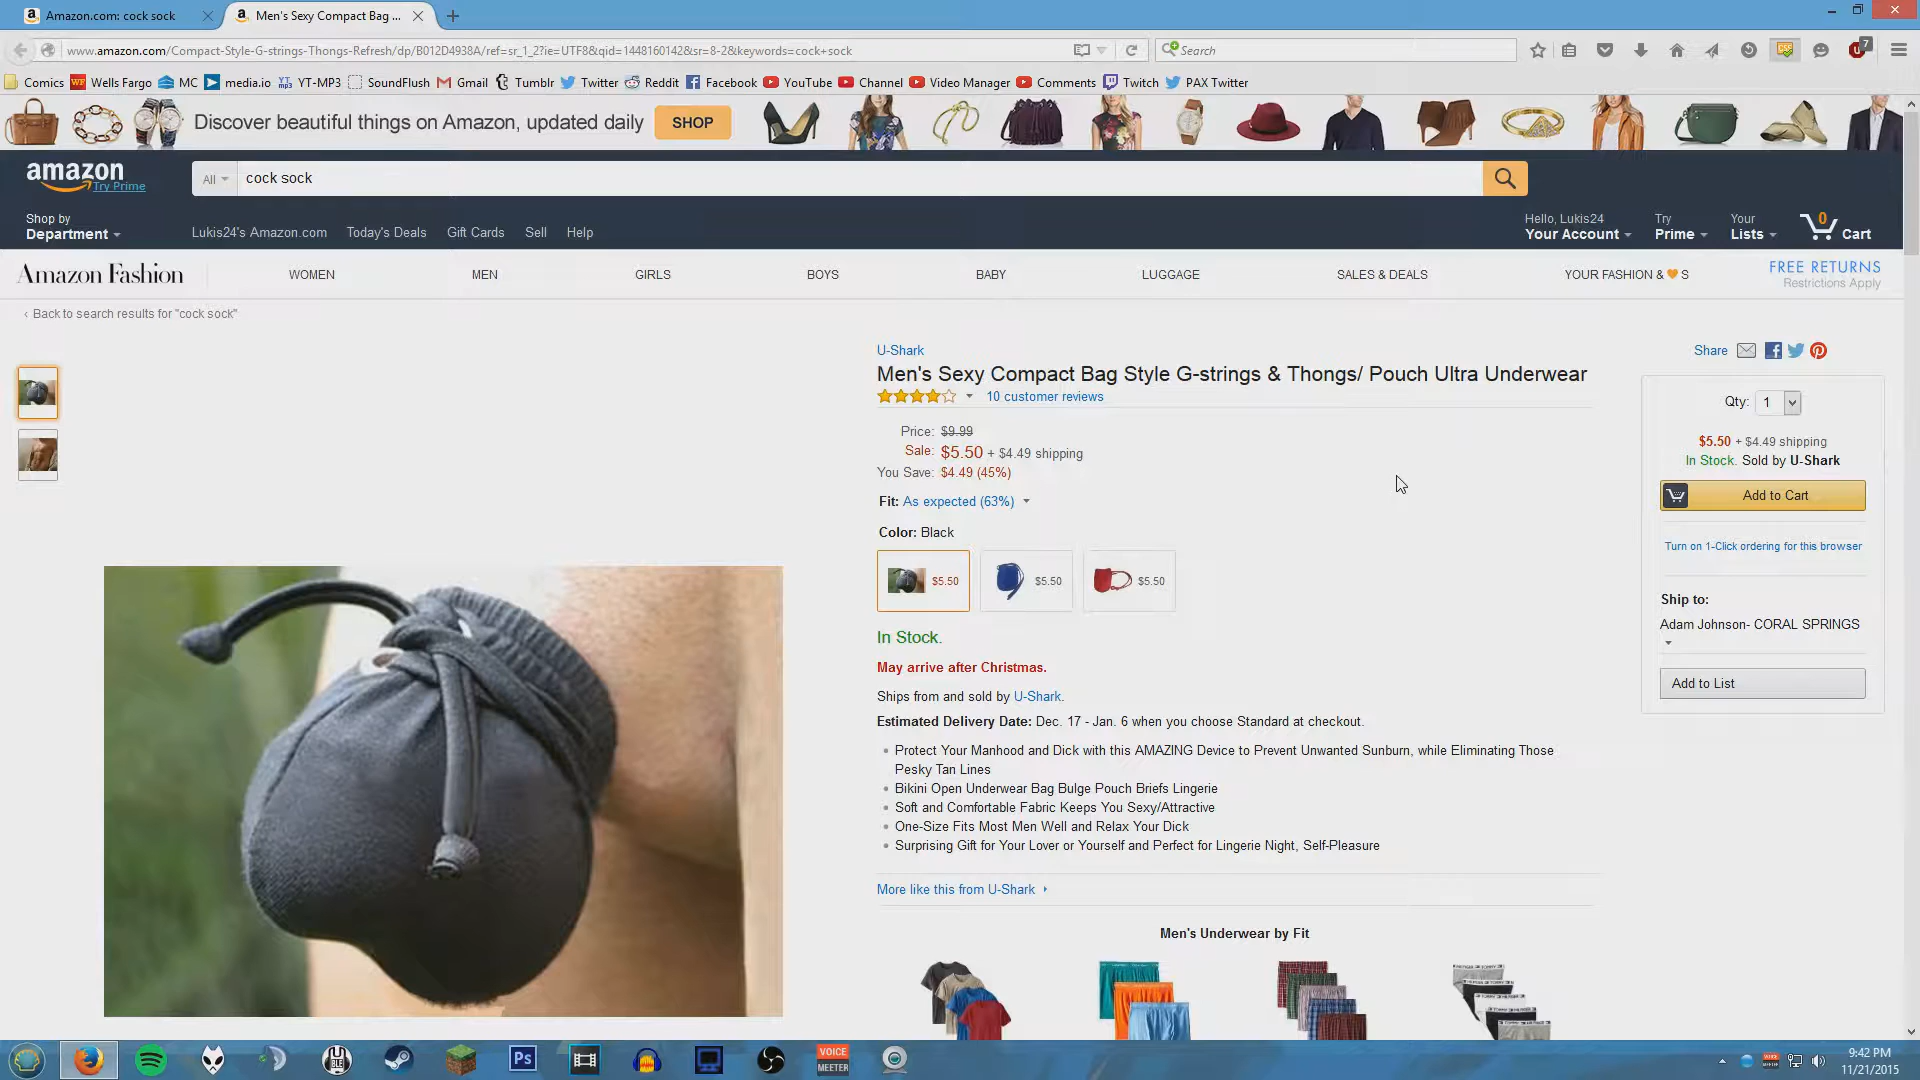 Amazon.com: cock sock
Men's Sexy Compact Bag ...
www.amazon.com/Compact-Style-G-strings-Thongs-Refresh/dp/B012D4938A/ref=sr_1_2?ie=UTF8&qid=1448160142&sr=8-2&keywords=cock+sock
Search
7
Comics Wells Fargo MC media.io YT-MP3 SoundFlush Gmail Tumblr Twitter Reddit Facebook YouTube Channel Video Manager Comments Twitch PAX Twitter
Discover beautiful things on Amazon, updated daily SHOP
amazon
Try Prime
All cock sock
Shop by
Department
Lukis24's Amazon.com Today's Deals Gift Cards Sell Help
Hello, Lukis24
Your Account
Try
Prime
Your
Lists
0
Cart
Amazon Fashion WOMEN MEN GIRLS BOYS BABY LUGGAGE SALES & DEALS YOUR FASHION & 🧡 S
FREE RETURNS
Restrictions Apply
‹ Back to search results for "cock sock"
U-Shark
Men's Sexy Compact Bag Style G-strings & Thongs/ Pouch Ultra Underwear
10 customer reviews
Price: $9.99
Sale: $5.50 + $4.49 shipping
You Save: $4.49 (45%)
Fit: As expected (63%)
Color: Black
$5.50 $5.50 $5.50
In Stock.
May arrive after Christmas.
Ships from and sold by U-Shark.
Estimated Delivery Date: Dec. 17 - Jan. 6 when you choose Standard at checkout.
• Protect Your Manhood and Dick with this AMAZING Device to Prevent Unwanted Sunburn, while Eliminating Those
Pesky Tan Lines
• Bikini Open Underwear Bag Bulge Pouch Briefs Lingerie
• Soft and Comfortable Fabric Keeps You Sexy/Attractive
• One-Size Fits Most Men Well and Relax Your Dick
• Surprising Gift for Your Lover or Yourself and Perfect for Lingerie Night, Self-Pleasure
More like this from U-Shark
Men's Underwear by Fit
Share
Qty: 1
$5.50 + $4.49 shipping
In Stock. Sold by U-Shark
Add to Cart
Turn on 1-Click ordering for this browser
Ship to:
Adam Johnson- CORAL SPRINGS
Add to List
Ps
VOICE
MEETER
9:42 PM
11/21/2015